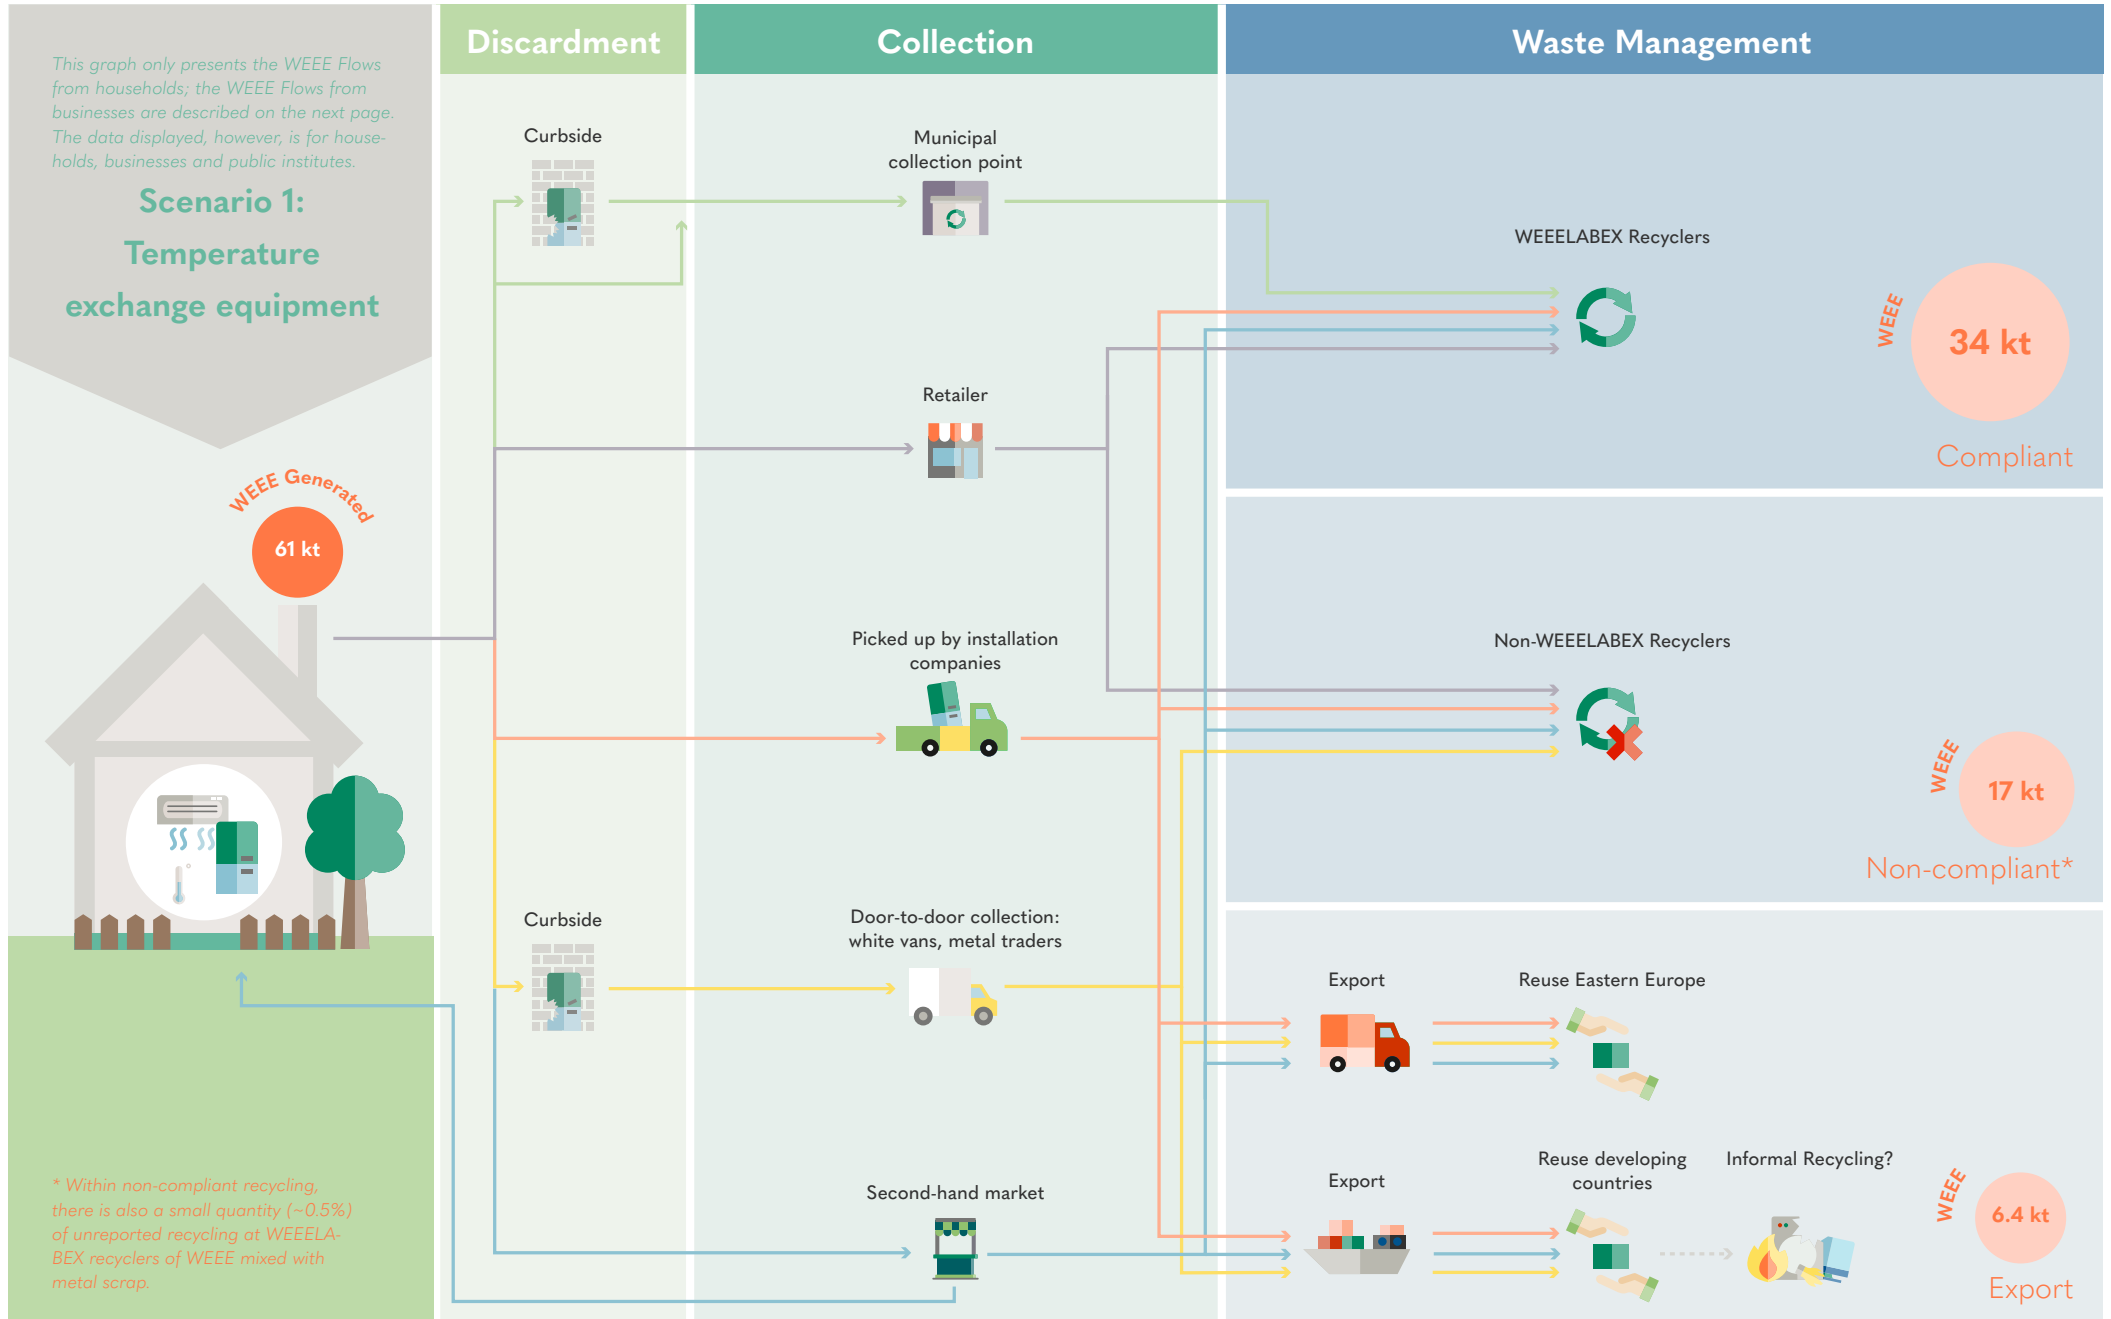 This graph only presents the WEEE Flows
from households; the WEEE Flows from
businesses are described on the next page.
The data displayed, however, is for house-
holds, businesses and public institutes.
Scenario 1:
Temperature
exchange equipment
WEEE Generated
61 kt
* Within non-compliant recycling,
there is also a small quantity (~0.5%)
of unreported recycling at WEEELA-
BEX recyclers of WEEE mixed with
metal scrap.
Discardment
Curbside
Curbside
Collection
Municipal
collection point
Retailer
Picked up by installation
companies
Door-to-door collection:
white vans, metal traders
Second-hand market
Waste Management
WEEELABEX Recyclers
WEEE
34 kt
Compliant
Non-WEEELABEX Recyclers
WEEE
17 kt
Non-compliant*
Export
Reuse Eastern Europe
Export
Reuse developing
countries
Informal Recycling?
WEEE
6.4 kt
Export